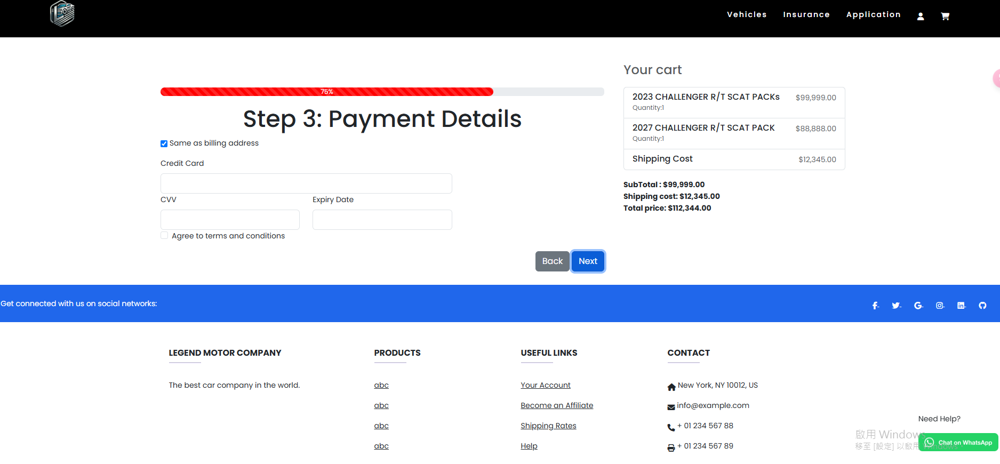 Vehicles Insurance Application
75%
Step 3: Payment Details
Same as billing address
Credit Card
CVV Expiry Date
Agree to terms and conditions
Back Next
Your cart
2023 CHALLENGER R/T SCAT PACKs $99,999.00
Quantity:1
2027 CHALLENGER R/T SCAT PACK $88,888.00
Quantity:1
Shipping Cost $12,345.00
SubTotal : $99,999.00
Shipping cost: $12,345.00
Total price: $112,344.00
Get connected with us on social networks:
LEGEND MOTOR COMPANY
The best car company in the world.
PRODUCTS
abc
abc
abc
abc
USEFUL LINKS
Your Account
Become an Affiliate
Shipping Rates
Help
CONTACT
New York, NY 10012, US
info@example.com
+ 01 234 567 88
+ 01 234 567 89
Need Help?
Chat on WhatsApp
啟用 Windows
移至 [設定] 以啟用 Windows